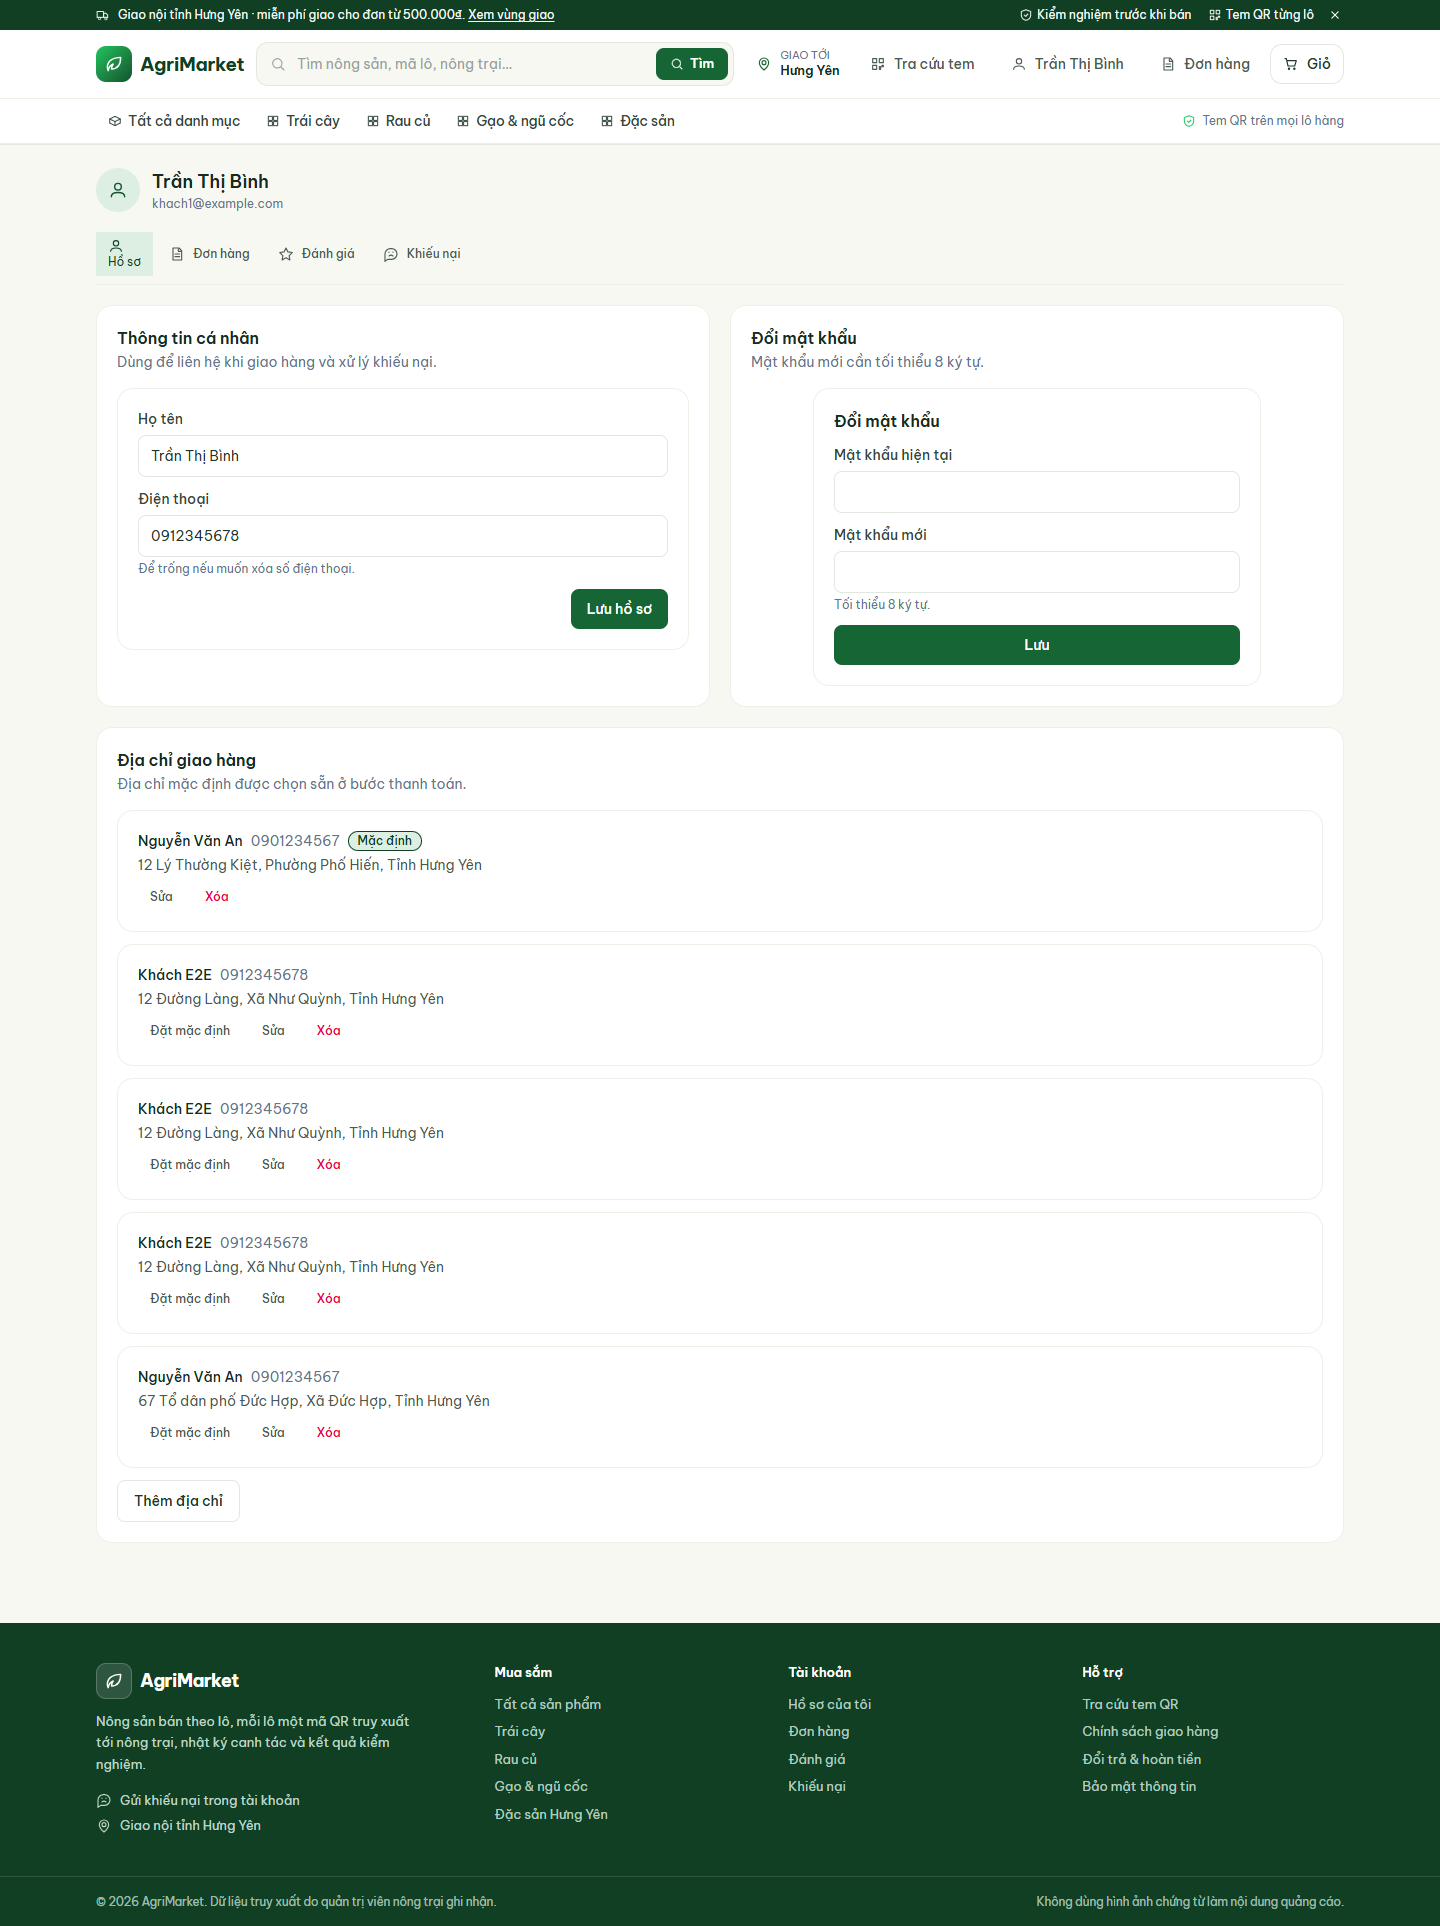 Giao nội tỉnh Hưng Yên · miễn phí giao cho đơn từ 500.000₫. Xem vùng giao
Kiểm nghiệm trước khi bán
Tem QR từng lô
AgriMarket
Tìm nông sản, mã lô, nông trại...
Tìm
GIAO TỚI
Hưng Yên
Tra cứu tem
Trần Thị Bình
Đơn hàng
Giỏ
Tất cả danh mục
Trái cây
Rau củ
Gạo & ngũ cốc
Đặc sản
Tem QR trên mọi lô hàng
Trần Thị Bình
khach1@example.com
Hồ sơ
Đơn hàng
Đánh giá
Khiếu nại
Thông tin cá nhân
Dùng để liên hệ khi giao hàng và xử lý khiếu nại.
Họ tên
Trần Thị Bình
Điện thoại
0912345678
Để trống nếu muốn xóa số điện thoại.
Lưu hồ sơ
Đổi mật khẩu
Mật khẩu mới cần tối thiểu 8 ký tự.
Đổi mật khẩu
Mật khẩu hiện tại
Mật khẩu mới
Tối thiểu 8 ký tự.
Lưu
Địa chỉ giao hàng
Địa chỉ mặc định được chọn sẵn ở bước thanh toán.
Nguyễn Văn An 0901234567 Mặc định
12 Lý Thường Kiệt, Phường Phố Hiến, Tỉnh Hưng Yên
Sửa Xóa
Khách E2E 0912345678
12 Đường Làng, Xã Như Quỳnh, Tỉnh Hưng Yên
Đặt mặc định Sửa Xóa
Khách E2E 0912345678
12 Đường Làng, Xã Như Quỳnh, Tỉnh Hưng Yên
Đặt mặc định Sửa Xóa
Khách E2E 0912345678
12 Đường Làng, Xã Như Quỳnh, Tỉnh Hưng Yên
Đặt mặc định Sửa Xóa
Nguyễn Văn An 0901234567
67 Tổ dân phố Đức Hợp, Xã Đức Hợp, Tỉnh Hưng Yên
Đặt mặc định Sửa Xóa
Thêm địa chỉ
AgriMarket
Nông sản bán theo lô, mỗi lô một mã QR truy xuất
tới nông trại, nhật ký canh tác và kết quả kiểm
nghiệm.
Gửi khiếu nại trong tài khoản
Giao nội tỉnh Hưng Yên
Mua sắm
Tất cả sản phẩm
Trái cây
Rau củ
Gạo & ngũ cốc
Đặc sản Hưng Yên
Tài khoản
Hồ sơ của tôi
Đơn hàng
Đánh giá
Khiếu nại
Hỗ trợ
Tra cứu tem QR
Chính sách giao hàng
Đổi trả & hoàn tiền
Bảo mật thông tin
© 2026 AgriMarket. Dữ liệu truy xuất do quản trị viên nông trại ghi nhận.
Không dùng hình ảnh chứng từ làm nội dung quảng cáo.